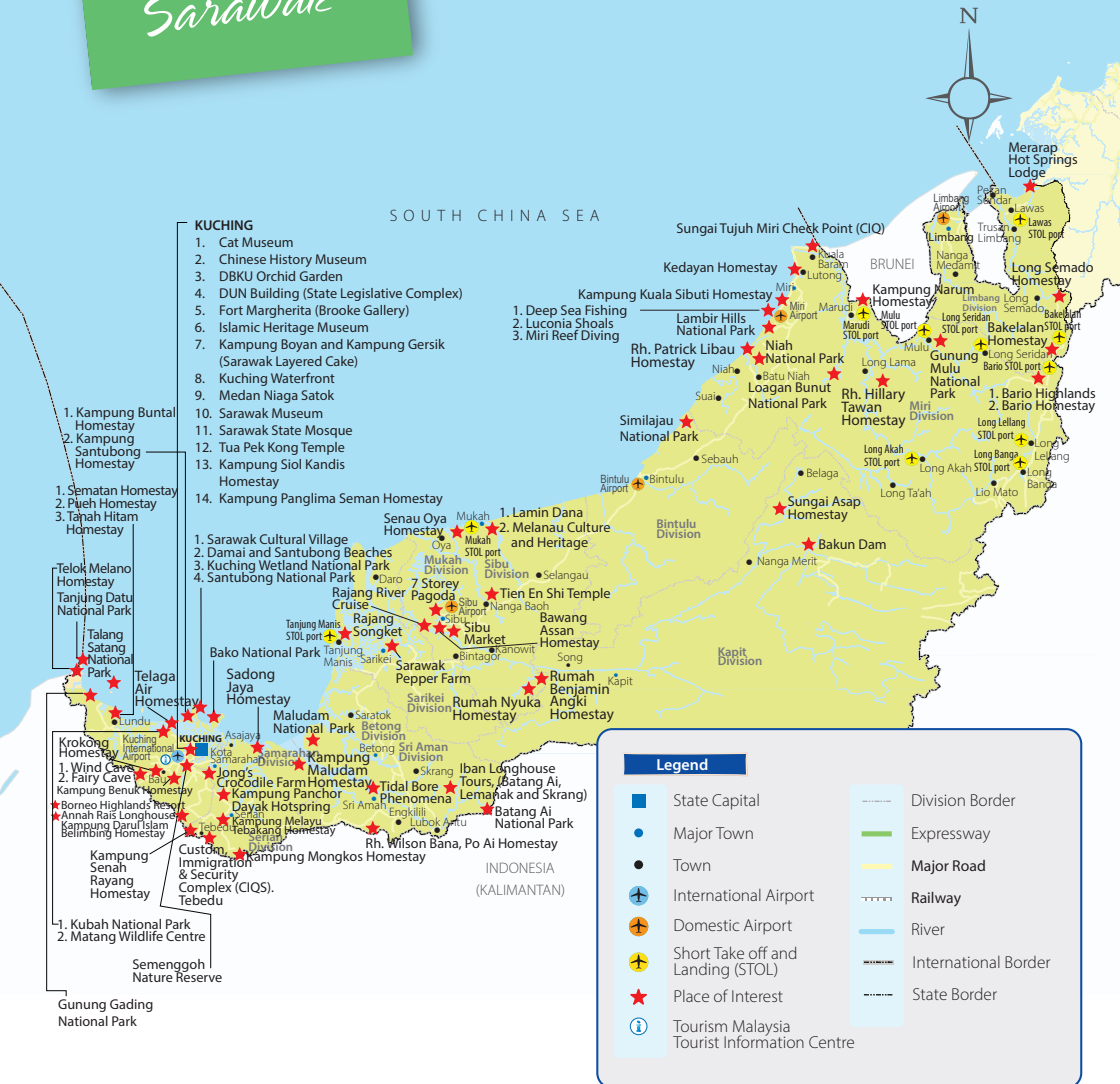 Sarawak
N
SOUTH CHINA SEA
Merarap
Hot Springs
Lodge
KUCHING
1. Cat Museum
2. Chinese History Museum
3. DBKU Orchid Garden
4. DUN Building (State Legislative Complex)
5. Fort Margherita (Brooke Gallery)
6. Islamic Heritage Museum
7. Kampung Boyan and Kampung Gersik
(Sarawak Layered Cake)
8. Kuching Waterfront
9. Medan Niaga Satok
10. Sarawak Museum
11. Sarawak State Mosque
12. Tua Pek Kong Temple
13. Kampung Siol Kandis
Homestay
14. Kampung Panglima Seman Homestay
Sungai Tujuh Miri Check Point (CIQ)
Kuala
Baram
Lutong
Kedayan Homestay
Miri
Kampung Kuala Sibuti Homestay
Miri
Airport
1. Deep Sea Fishing
2. Luconia Shoals
3. Miri Reef Diving
Lambir Hills
National Park
Rh. Patrick Libau
Homestay
Niah
National Park
Niah
Batu Niah
Suai
Loagan Bunut
National Park
Similajau
National Park
Sebauh
Bintulu
Airport
Bintulu
BRUNEI
Marudi
Marudi
STOL port
Kampung Narum
Homestay
Mulu
STOL port
Mulu
Long Lama
Rh. Hillary
Tawan
Homestay
Gunung
Mulu
National
Park
Miri
Division
Limbang
Airport
Limbang
Pekan
Sundar
Lawas
Lawas
STOL port
Trusan
Limbang
Nanga
Medamit
Limbang
Division
Long Semado
Homestay
Long
Semado
Long Seridan
STOL port
Long Seridan
Bakelalan
STOL port
Bakelalan
Homestay
Bario STOL port
1. Bario Highlands
2. Bario Homestay
Long Lellang
STOL port
Long
Lellang
Long Akah
STOL port
Long Akah
Long Banga
STOL port
Long
Banga
Long Ta'ah
Lio Mato
Belaga
Sungai Asap
Homestay
Bakun Dam
Nanga Merit
Bintulu
Division
Kapit
Division
1. Kampung Buntal
Homestay
2. Kampung
Santubong
Homestay
1. Sematan Homestay
2. Pueh Homestay
3. Tanah Hitam
Homestay
Telok Melano
Homestay
Tanjung Datu
National Park
Talang
Satang
National
Park
Telaga
Air
Homestay
1. Sarawak Cultural Village
2. Damai and Santubong Beaches
3. Kuching Wetland National Park
4. Santubong National Park
Bako National Park
Sadong
Jaya
Homestay
Senau Oya
Homestay
Oya
Mukah
Mukah
STOL port
1. Lamin Dana
2. Melanau Culture
and Heritage
Mukah
Division
Sibu
Division
Daro
Selangau
7 Storey
Pagoda
Sibu
Airport
Sibu
Tien En Shi Temple
Nanga Baoh
Rajang River
Cruise
Sibu
Market
Bawang
Assan
Homestay
Kanowit
Bintagor
Song
Kapit
Tanjung Manis
STOL port
Tanjung
Manis
Rajang
Songket
Sarikei
Sarawak
Pepper Farm
Sarikei
Division
Rumah Nyuka
Homestay
Rumah
Benjamin
Angki
Homestay
Saratok
Betong
Division
Betong
Maludam
National Park
Kampung
Maludam
Homestay
Sri Aman
Division
Skrang
Tidal Bore
Phenomena
Sri Aman
Engkilili
Lubok Antu
Iban Longhouse
Tours, (Batang Ai,
Lemanak and Skrang)
Batang Ai
National Park
Rh. Wilson Bana, Po Ai Homestay
Lundu
Kuching
International
Airport
KUCHING
Kota
Samarahan
Asajaya
Samarahan
Division
Krokong
Homestay
1. Wind Cave
2. Fairy Cave
Bau
Kampung Benuk Homestay
Borneo Highlands Resort
Annah Rais Longhouse
Kampung Darul Islam
Belimbing Homestay
Jong's
Crocodile Farm
Kampung Panchor
Dayak Hotspring
Serian
Kampung Melayu
Tebakang Homestay
Tebedu
Serian
Division
Kampung Mongkos Homestay
Kampung
Senah
Rayang
Homestay
Custom,
Immigration
& Security
Complex (CIQS).
Tebedu
1. Kubah National Park
2. Matang Wildlife Centre
Semenggoh
Nature Reserve
Gunung Gading
National Park
INDONESIA
(KALIMANTAN)
Legend
State Capital
Major Town
Town
International Airport
Domestic Airport
Short Take off and
Landing (STOL)
Place of Interest
Tourism Malaysia
Tourist Information Centre
Division Border
Expressway
Major Road
Railway
River
International Border
State Border